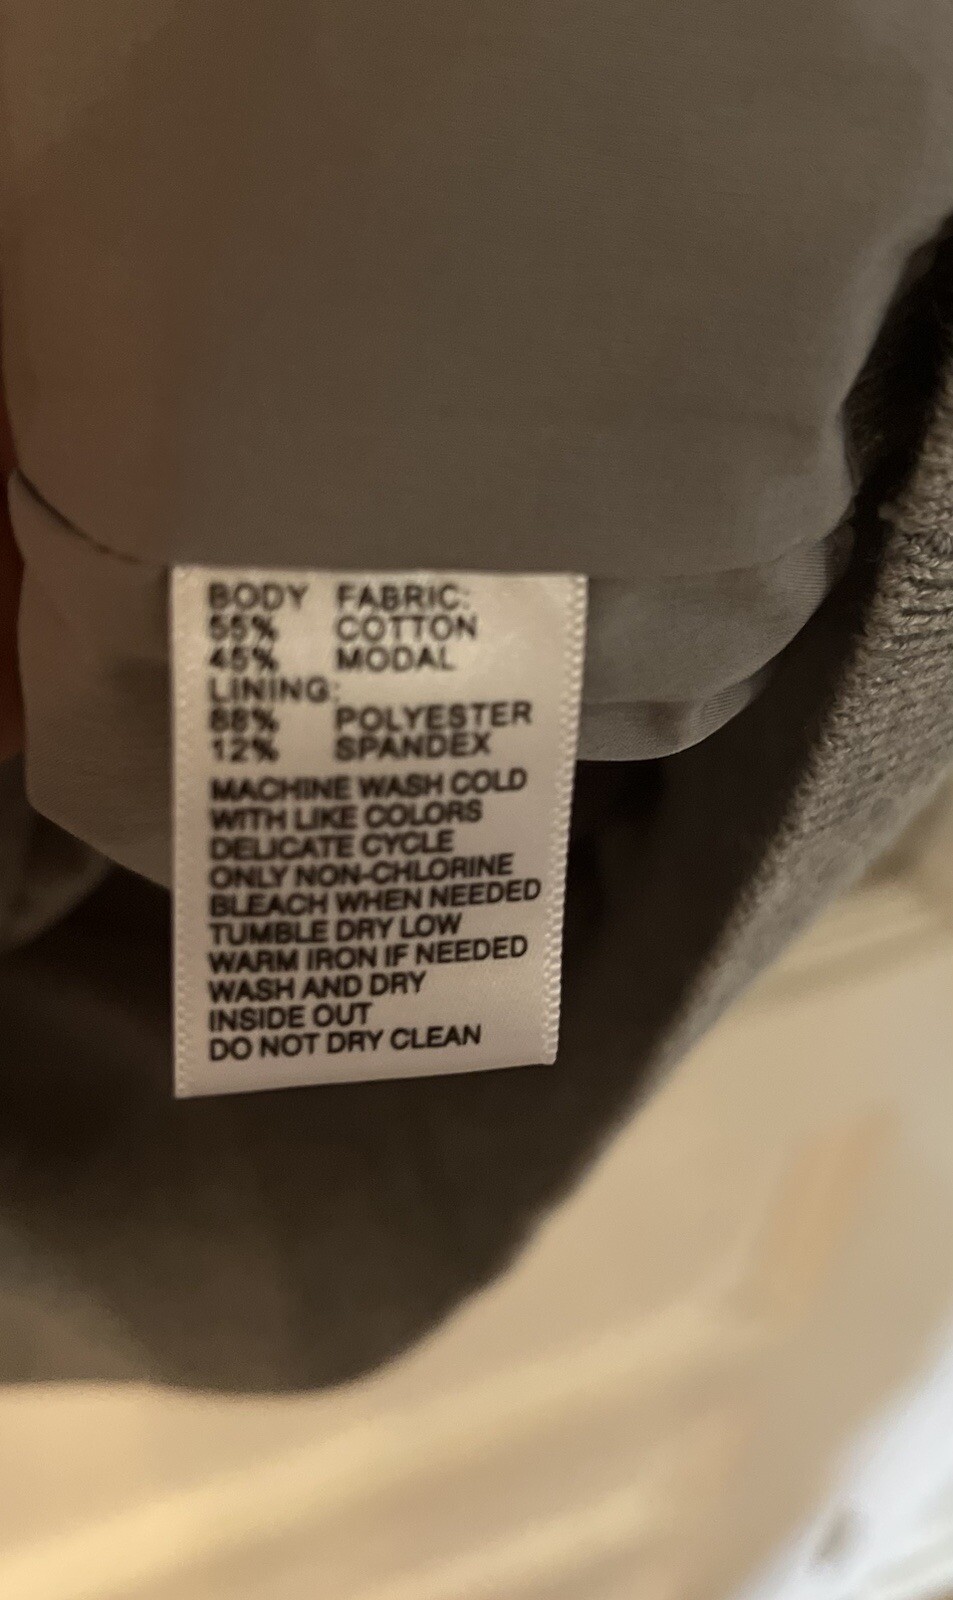 BODY FABRIC:
55% COTTON
45% MODAL
LINING:
88% POLYESTER
12% SPANDEX
MACHINE WASH COLD
WITH LIKE COLORS
DELICATE CYCLE
ONLY NON-CHLORINE
BLEACH WHEN NEEDED
TUMBLE DRY LOW
WARM IRON IF NEEDED
WASH AND DRY
INSIDE OUT
DO NOT DRY CLEAN